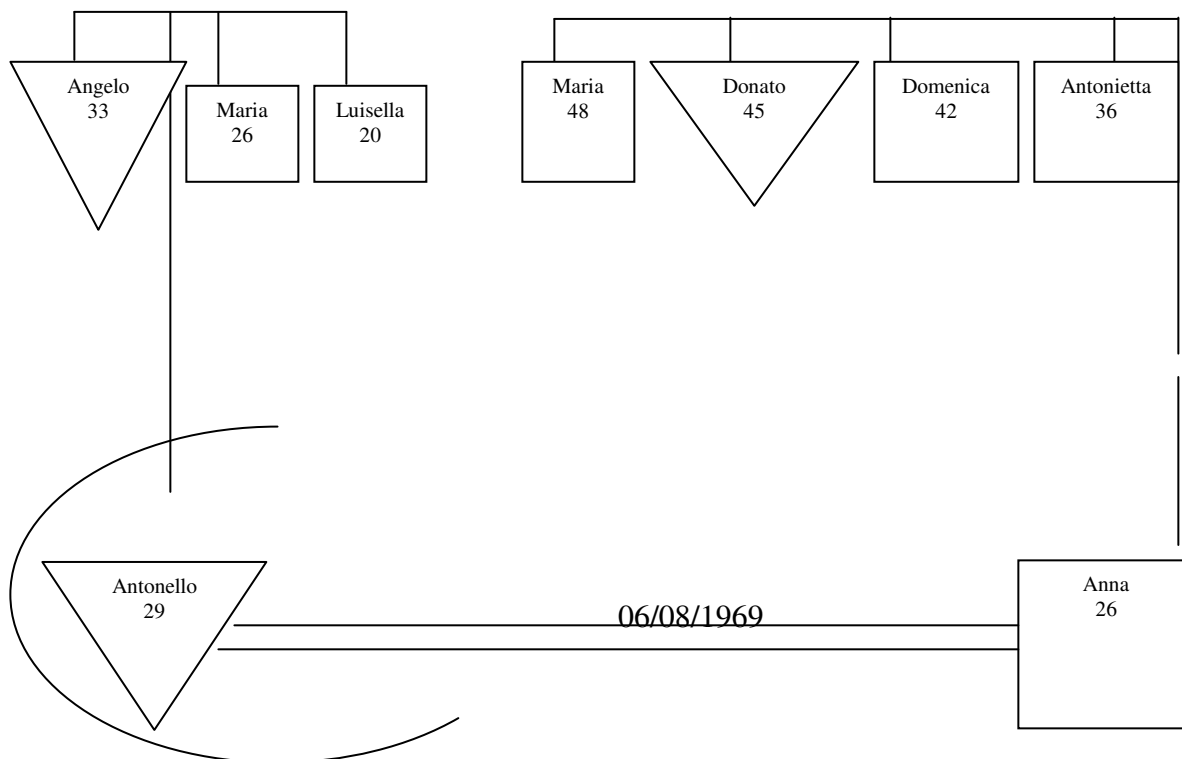 Angelo
33
Maria
26
Luisella
20
Maria
48
Donato
45
Domenica
42
Antonietta
36
Antonello
29
06/08/1969
Anna
26